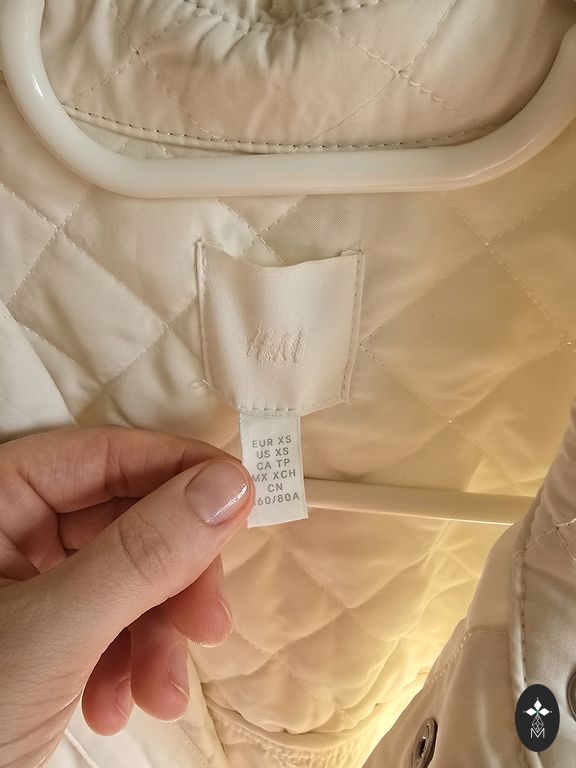 H&M
EUR XS
US XS
CA TP
MX XCH
CN
160/80A
M